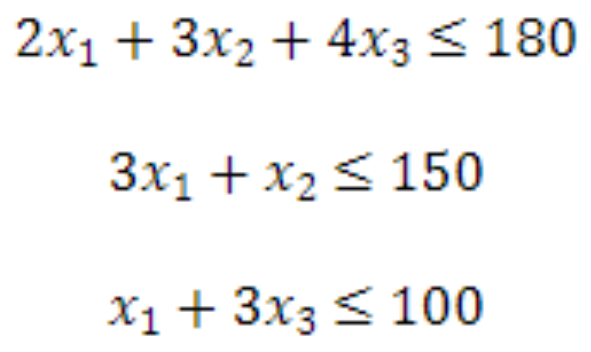 2x₁ + 3x₂ + 4x₃ ≤ 180
3x₁ + x₂ ≤ 150
x₁ + 3x₃ ≤ 100